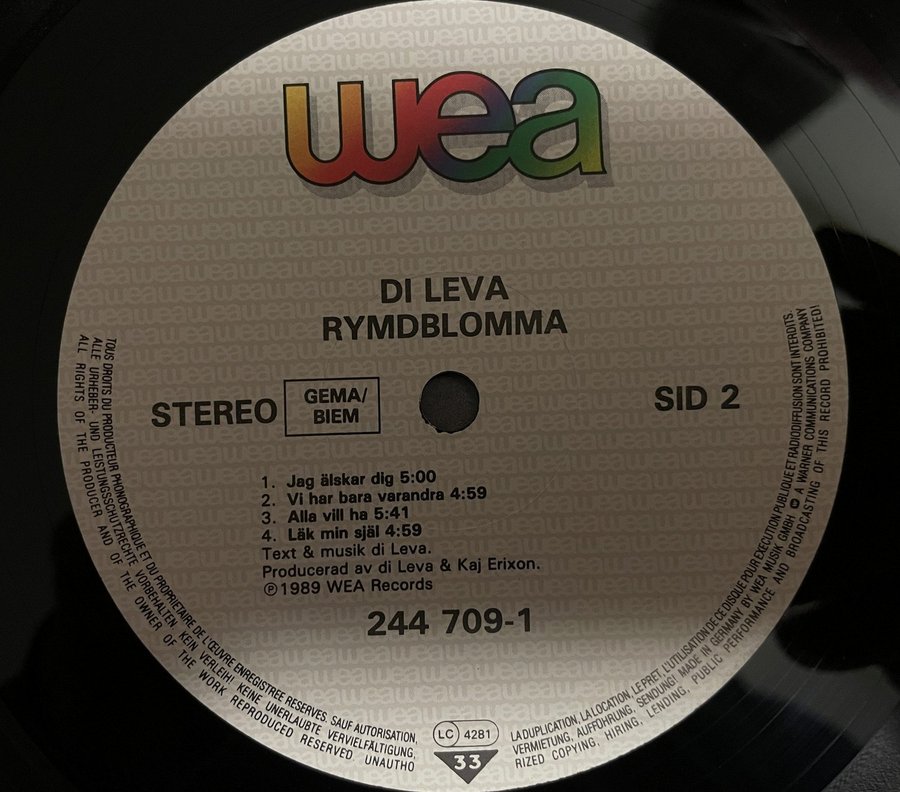 wea
DI LEVA
RYMDBLOMMA
STEREO
GEMA/
BIEM
SID 2
1. Jag älskar dig 5:00
2. Vi har bara varandra 4:59
3. Alla vill ha 5:41
4. Läk min själ 4:59
Text & musik di Leva.
Producerad av di Leva & Kaj Erixon.
Ⓟ1989 WEA Records
244 709-1
TOUS DROITS DU PRODUCTEUR PHONOGRAPHIQUE ET DU PROPRIETAIRE DE L'ŒUVRE ENREGISTREE RESERVES. SAUF AUTORISATION, LA DUPLICATION, LA LOCATION, LE PRET, L'UTILISATION DE CE DISQUE POUR EXECUTION PUBLIQUE ET RADIODIFFUSION SONT INTERDITS.
ALLE URHEBER- UND LEISTUNGSSCHUTZRECHTE VORBEHALTEN. KEIN VERLEIH! KEINE UNERLAUBTE VERVIELFÄLTIGUNG, VERMIETUNG, AUFFÜHRUNG, SENDUNG! MADE IN GERMANY BY WEA MUSIK GMBH A WARNER COMMUNICATIONS COMPANY
ALL RIGHTS OF THE PRODUCER AND OF THE OWNER OF THE WORK REPRODUCED RESERVED UNAUTHORIZED COPYING, HIRING, LENDING, PUBLIC PERFORMANCE AND BROADCASTING OF THIS RECORD PROHIBITED!
LC 4281
33